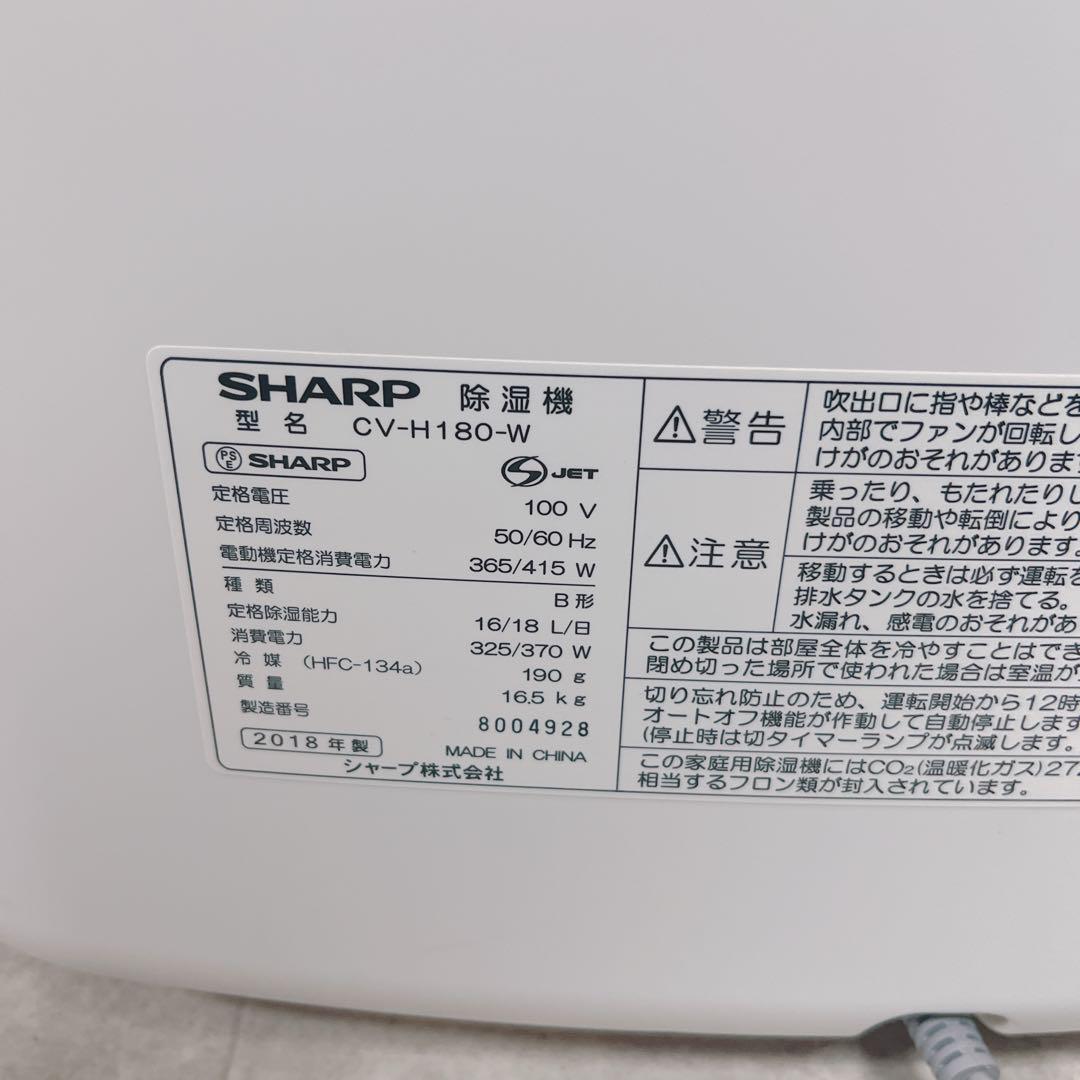 SHARP 除湿機
型名 CV-H180-W
PSE SHARP
S JET
定格電圧 100 V
定格周波数 50/60 Hz
電動機定格消費電力 365/415 W
種類 B形
定格除湿能力 16/18 L/日
消費電力 325/370 W
冷媒 (HFC-134a) 190 g
質量 16.5 kg
製造番号 8004928
2018年製 MADE IN CHINA
シャープ株式会社
警告
吹出口に指や棒などを
内部でファンが回転し
けがのおそれがありま
注意
乗ったり、もたれたりし
製品の移動や転倒により
けがのおそれがあります。
移動するときは必ず運転を
排水タンクの水を捨てる。
水漏れ、感電のおそれがあ
この製品は部屋全体を冷やすことはでき
閉め切った場所で使われた場合は室温が
切り忘れ防止のため、運転開始から12時
オートオフ機能が作動して自動停止します
(停止時は切タイマーランプが点滅します。
この家庭用除湿機にはCO₂(温暖化ガス)272
相当するフロン類が封入されています。